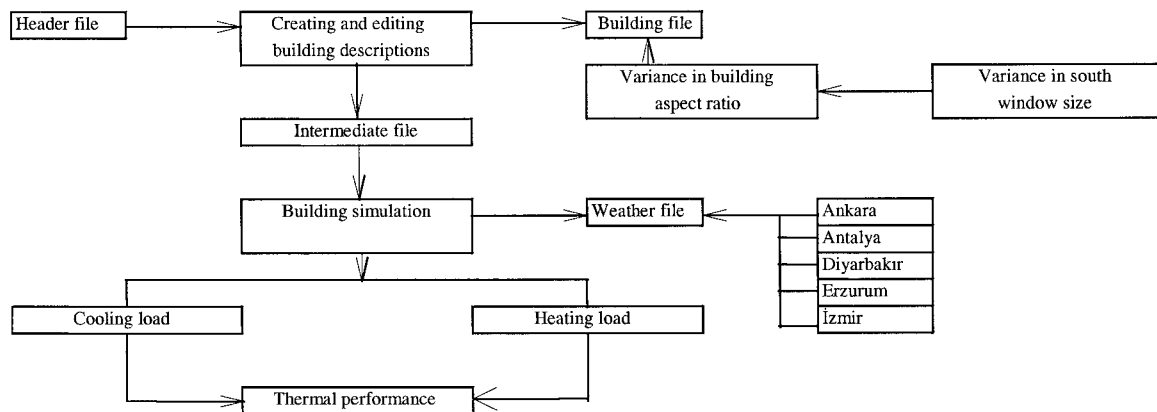 Header file
Creating and editing
building descriptions
Building file
Variance in building
aspect ratio
Variance in south
window size
Intermediate file
Building simulation
Weather file
Ankara
Antalya
Diyarbakır
Erzurum
İzmir
Cooling load
Heating load
Thermal performance